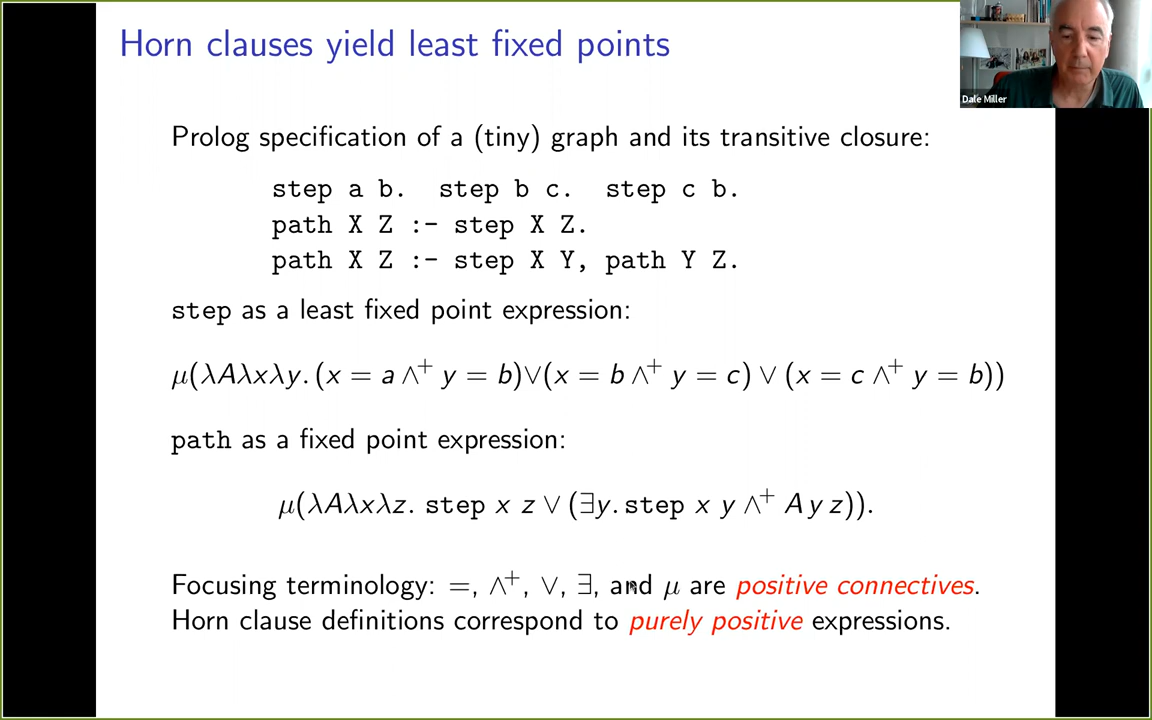 Horn clauses yield least fixed points
Dale Miller
Prolog specification of a (tiny) graph and its transitive closure:
step a b.  step b c.  step c b.
path X Z :- step X Z.
path X Z :- step X Y, path Y Z.
step as a least fixed point expression:
μ(λAλxλy. (x = a ∧⁺ y = b)∨(x = b ∧⁺ y = c) ∨ (x = c ∧⁺ y = b))
path as a fixed point expression:
μ(λAλxλz. step x z ∨ (∃y. step x y ∧⁺ A y z)).
Focusing terminology: =, ∧⁺, ∨, ∃, and μ are positive connectives.
Horn clause definitions correspond to purely positive expressions.